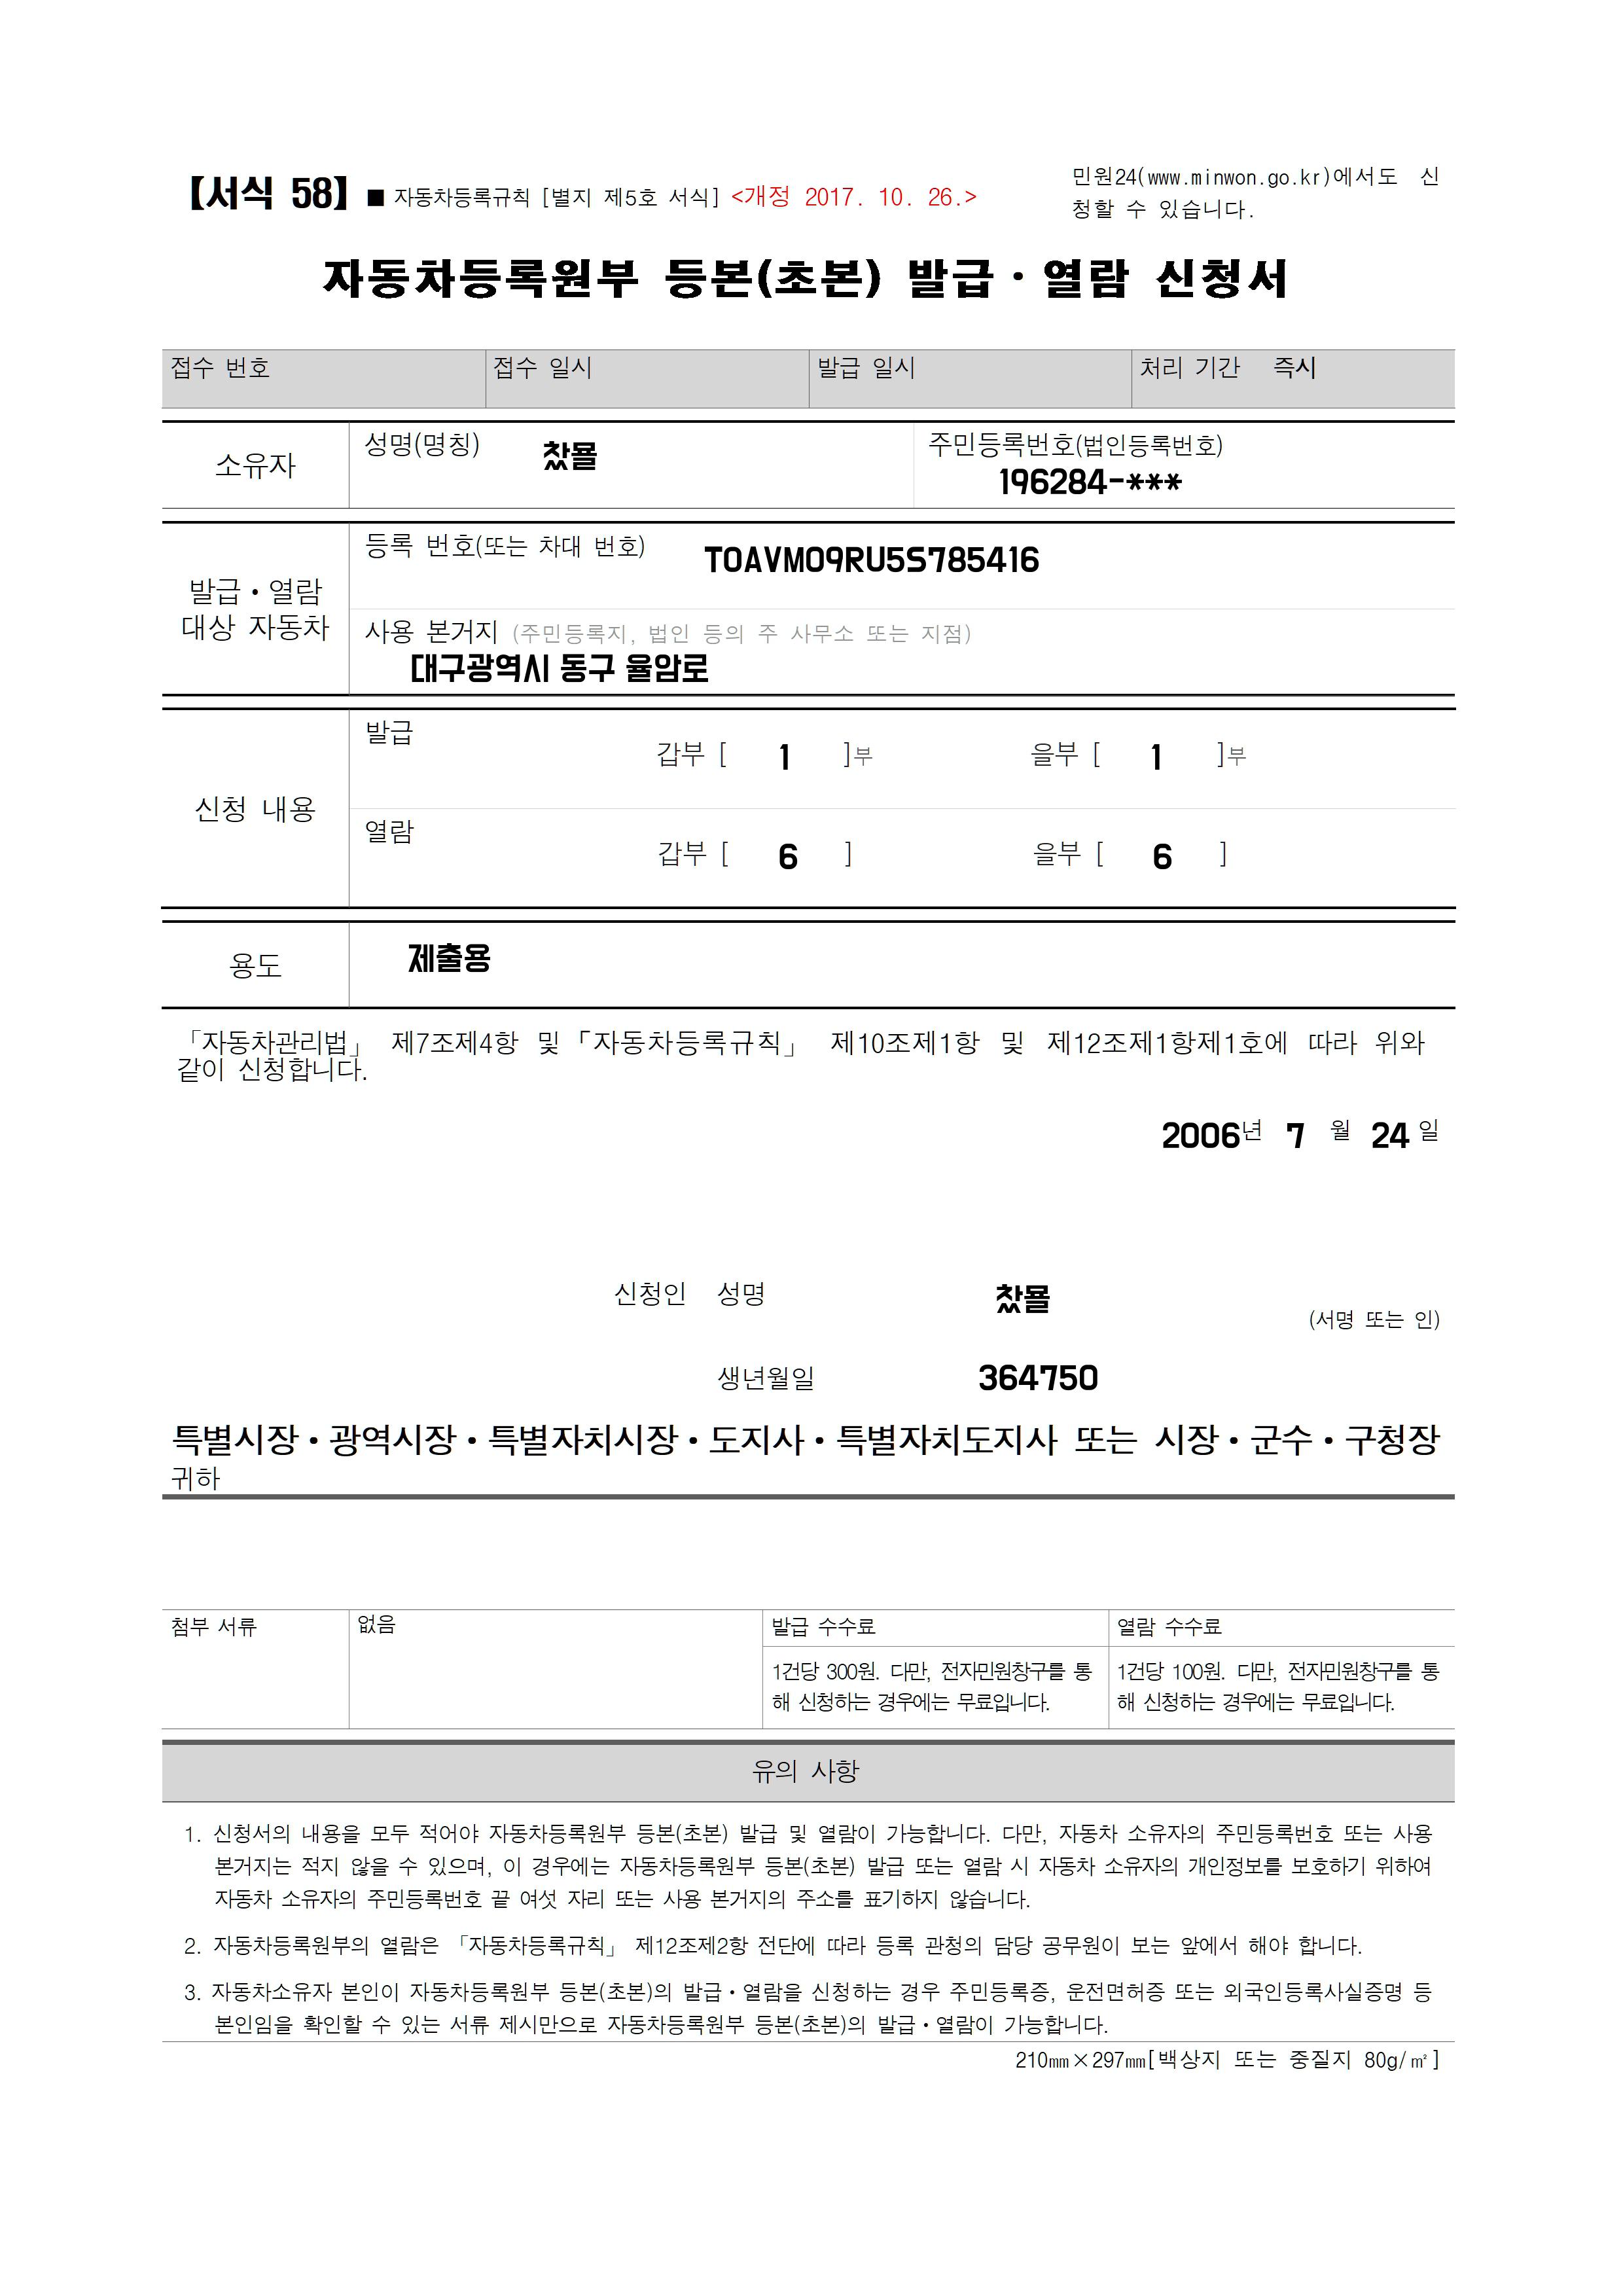 【서식 58】 ■ 자동차등록규칙 [별지 제5호 서식] <개정 2017. 10. 26.>
민원24(www.minwon.go.kr)에서도 신
청할 수 있습니다.
자동차등록원부 등본(초본) 발급·열람 신청서
접수 번호 접수 일시 발급 일시 처리 기간 즉시
소유자 성명(명칭) 찼묠 주민등록번호(법인등록번호)
196284-***
등록 번호(또는 차대 번호) TOAVM09RU5S785416
발급·열람
대상 자동차
사용 본거지 (주민등록지, 법인 등의 주 사무소 또는 지점)
대구광역시 동구 율암로
신청 내용
발급
갑부 [ 1 ]부 을부 [ 1 ]부
열람
갑부 [ 6 ] 을부 [ 6 ]
용도 제출용
「자동차관리법」 제7조제4항 및 「자동차등록규칙」 제10조제1항 및 제12조제1항제1호에 따라 위와
같이 신청합니다.
2006년 7 월 24 일
신청인 성명 찼묠
(서명 또는 인)
생년월일 364750
특별시장·광역시장·특별자치시장·도지사·특별자치도지사 또는 시장·군수·구청장
귀하
첨부 서류 없음 발급 수수료 열람 수수료
1건당 300원. 다만, 전자민원창구를 통
해 신청하는 경우에는 무료입니다.
1건당 100원. 다만, 전자민원창구를 통
해 신청하는 경우에는 무료입니다.
유의 사항
1. 신청서의 내용을 모두 적어야 자동차등록원부 등본(초본) 발급 및 열람이 가능합니다. 다만, 자동차 소유자의 주민등록번호 또는 사용
본거지는 적지 않을 수 있으며, 이 경우에는 자동차등록원부 등본(초본) 발급 또는 열람 시 자동차 소유자의 개인정보를 보호하기 위하여
자동차 소유자의 주민등록번호 끝 여섯 자리 또는 사용 본거지의 주소를 표기하지 않습니다.
2. 자동차등록원부의 열람은 「자동차등록규칙」 제12조제2항 전단에 따라 등록 관청의 담당 공무원이 보는 앞에서 해야 합니다.
3. 자동차소유자 본인이 자동차등록원부 등본(초본)의 발급·열람을 신청하는 경우 주민등록증, 운전면허증 또는 외국인등록사실증명 등
본인임을 확인할 수 있는 서류 제시만으로 자동차등록원부 등본(초본)의 발급·열람이 가능합니다.
210㎜×297㎜[백상지 또는 중질지 80g/㎡]